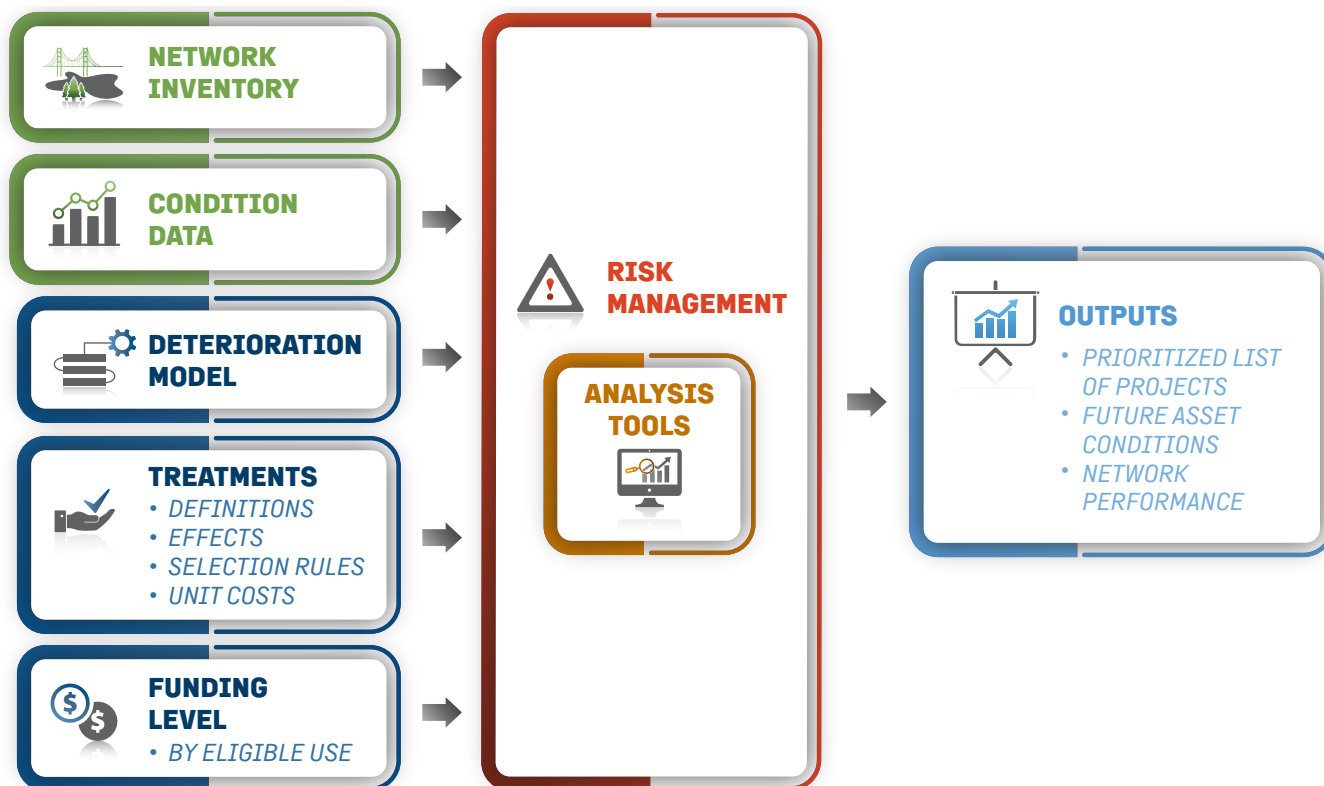 NETWORK
INVENTORY
CONDITION
DATA
DETERIORATION
MODEL
TREATMENTS
• DEFINITIONS
• EFFECTS
• SELECTION RULES
• UNIT COSTS
$
$
FUNDING
LEVEL
• BY ELIGIBLE USE
!
RISK
MANAGEMENT
ANALYSIS
TOOLS
OUTPUTS
• PRIORITIZED LIST
OF PROJECTS
• FUTURE ASSET
CONDITIONS
• NETWORK
PERFORMANCE